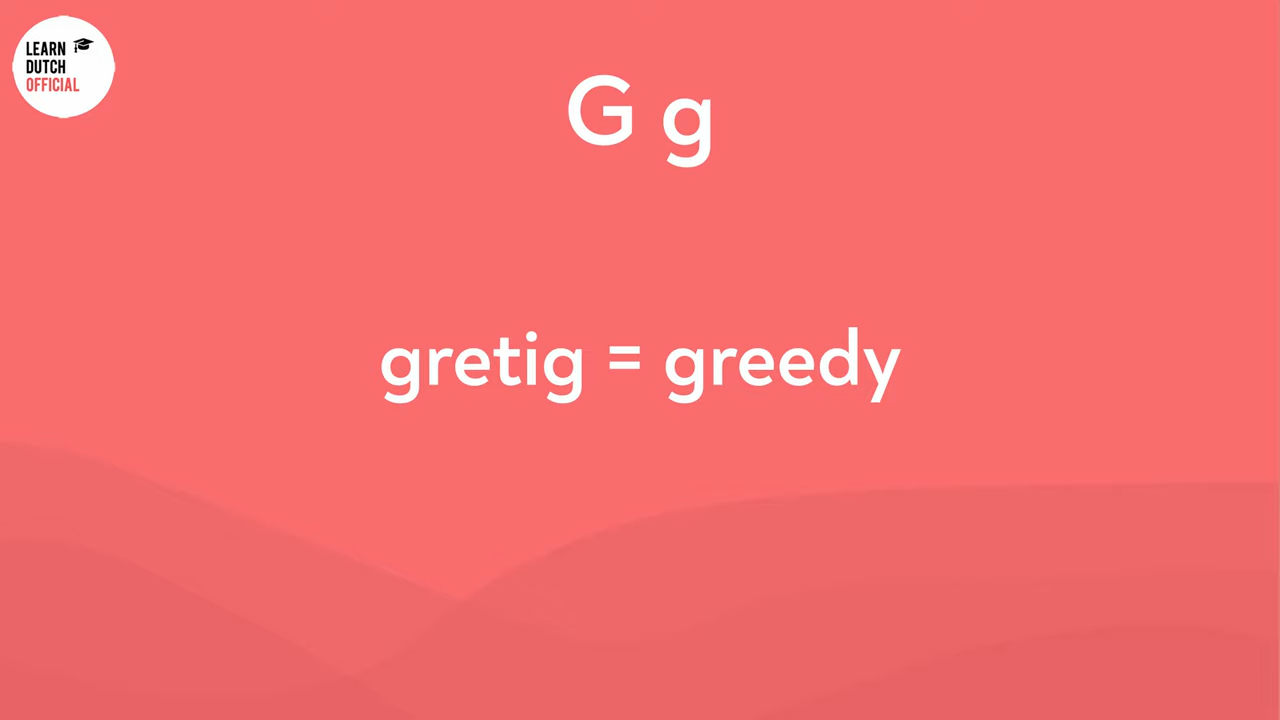 LEARN
DUTCH
OFFICIAL
G g
gretig = greedy